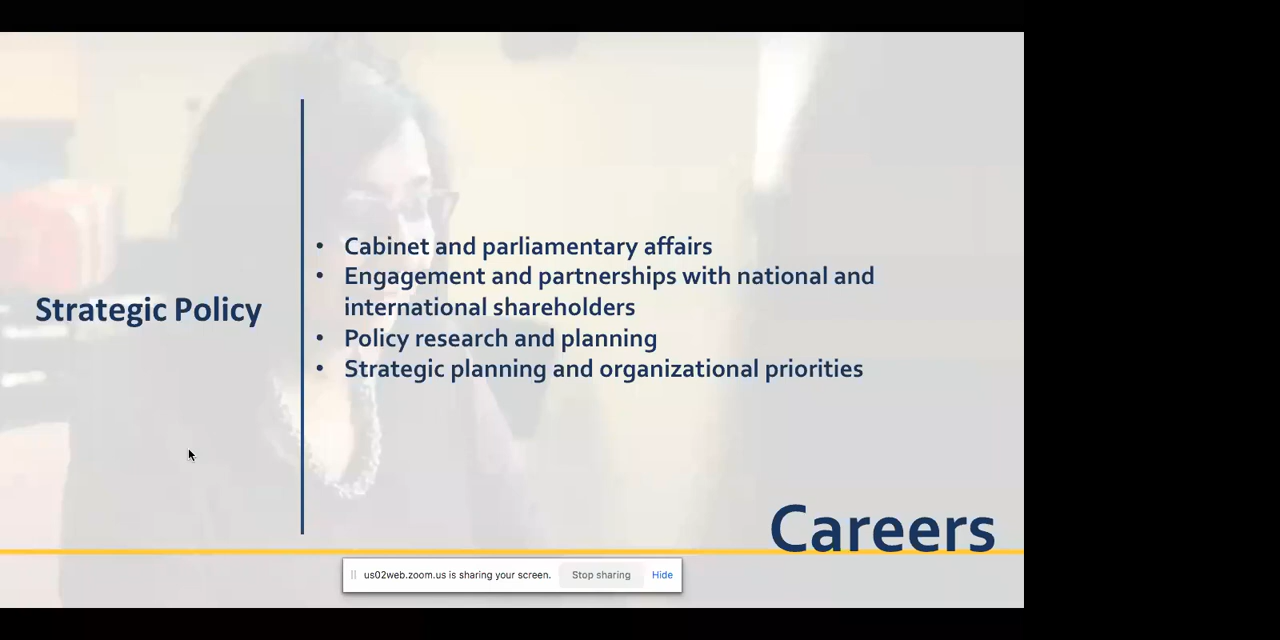 Strategic Policy
• Cabinet and parliamentary affairs
• Engagement and partnerships with national and
international shareholders
• Policy research and planning
• Strategic planning and organizational priorities
Careers
us02web.zoom.us is sharing your screen.
Stop sharing
Hide